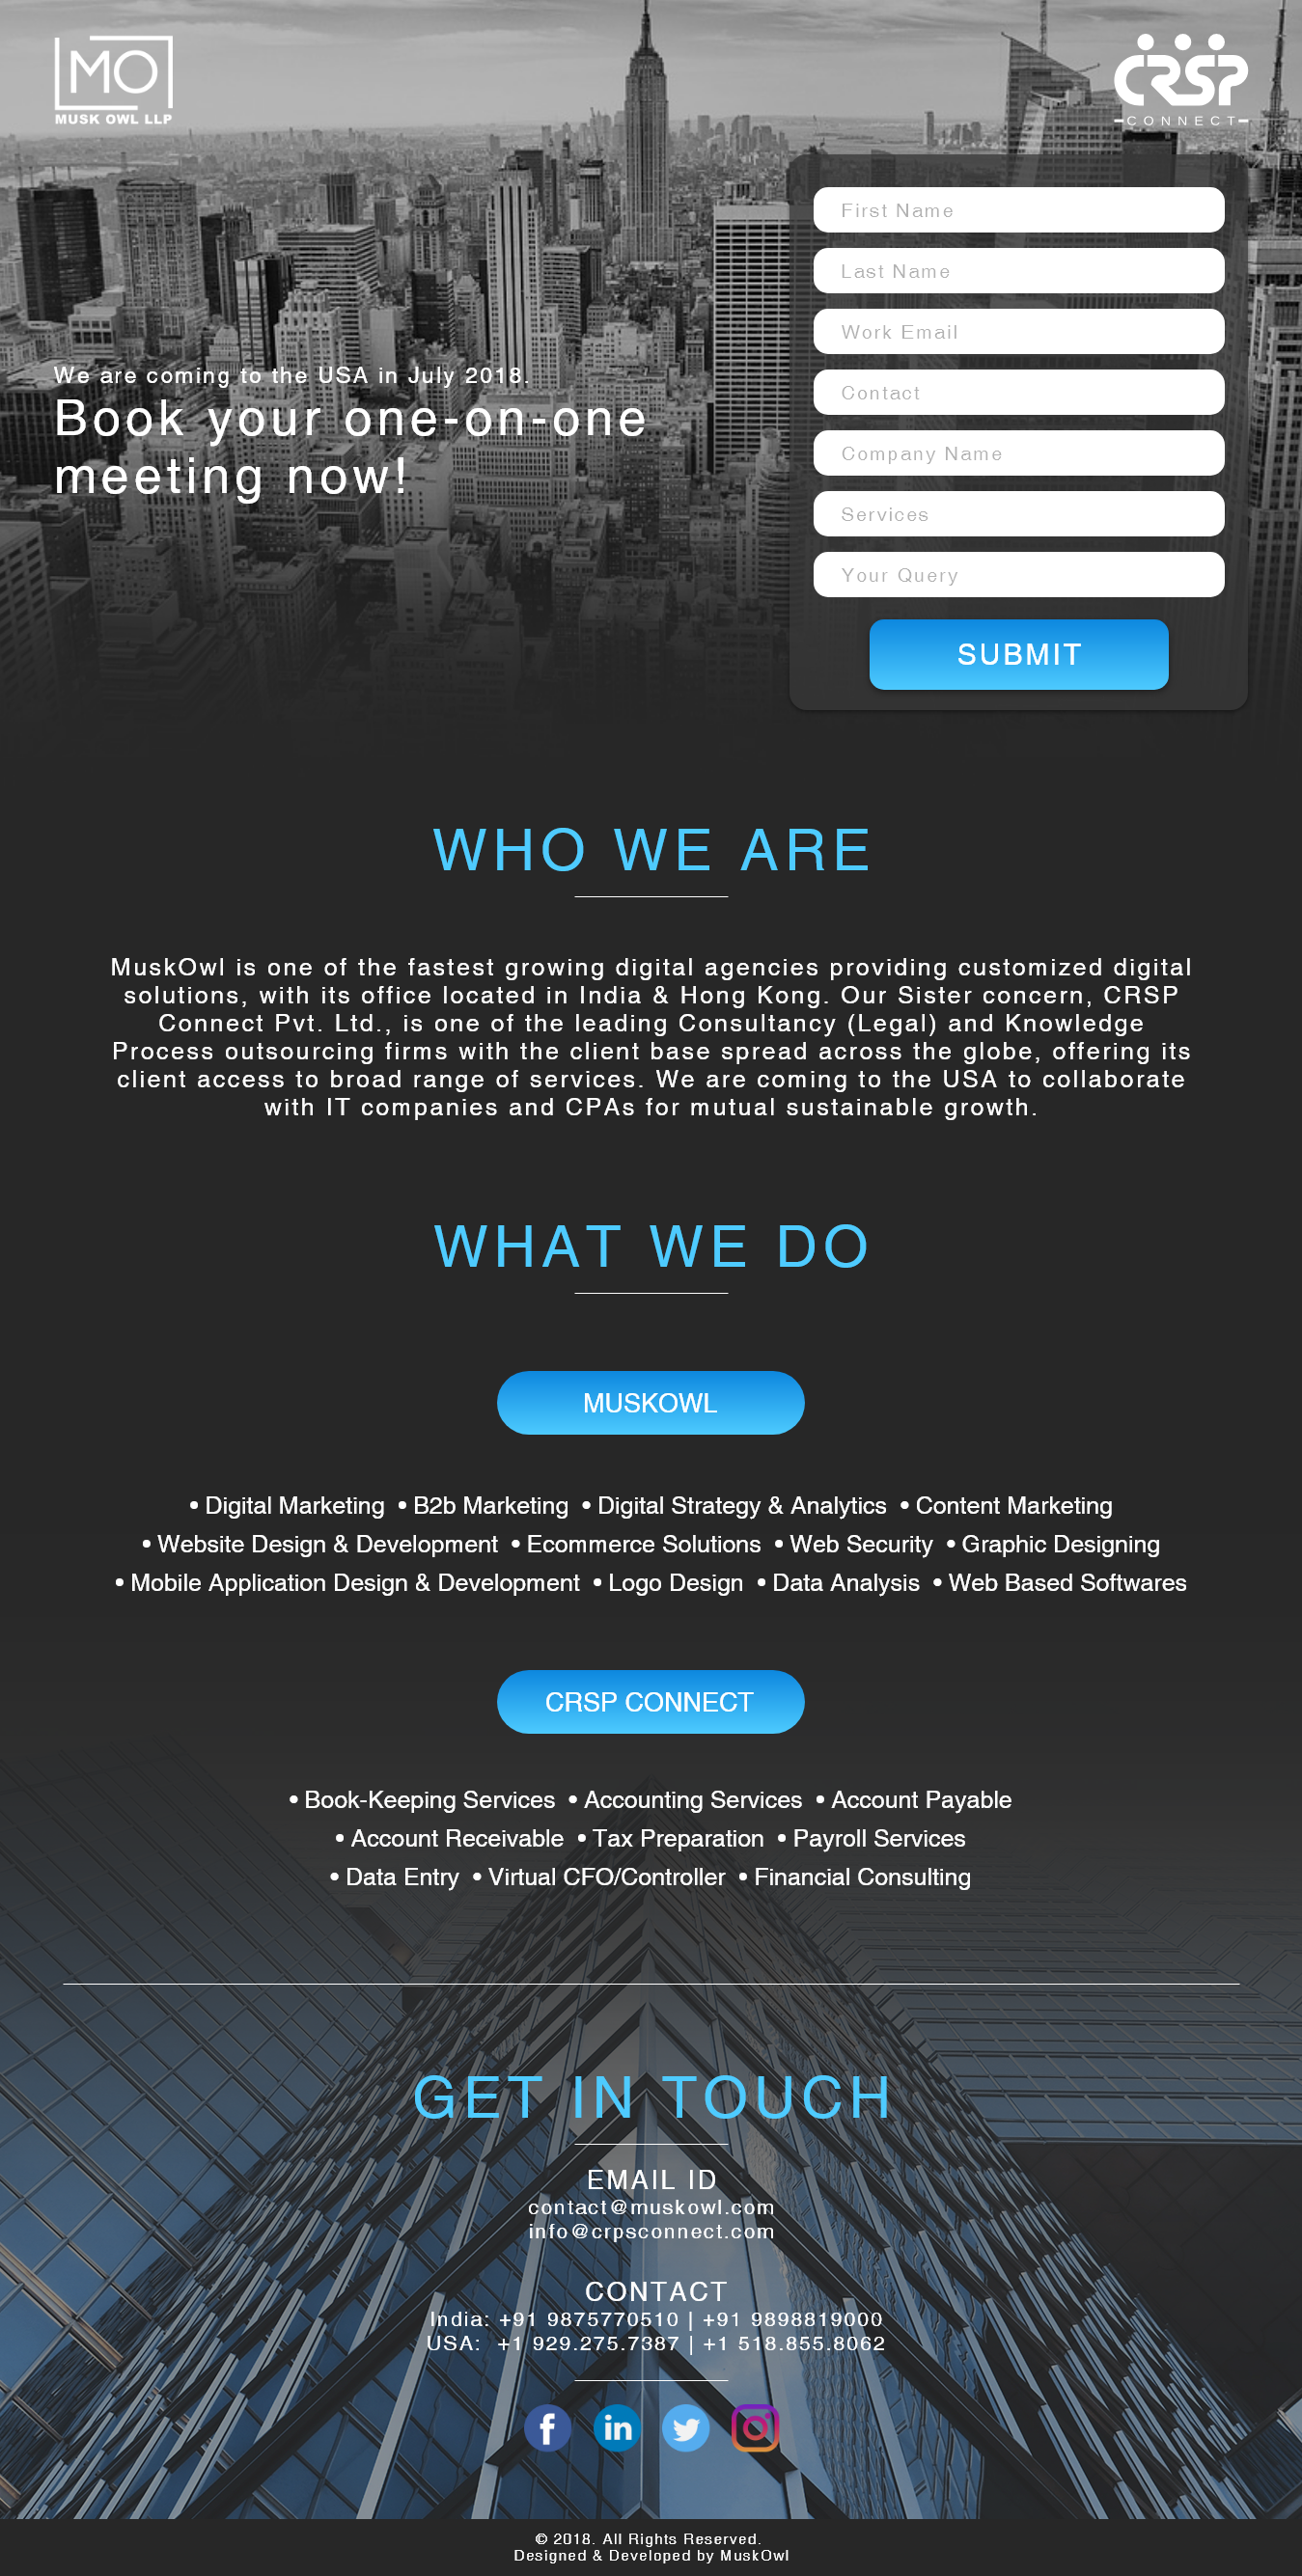 MO
MUSK OWL LLP
CRSP
CONNECT
First Name
Last Name
Work Email
Contact
Company Name
Services
Your Query
SUBMIT
We are coming to the USA in July 2018.
Book your one-on-one
meeting now!
WHO WE ARE
MuskOwl is one of the fastest growing digital agencies providing customized digital
solutions, with its office located in India & Hong Kong. Our Sister concern, CRSP
Connect Pvt. Ltd., is one of the leading Consultancy (Legal) and Knowledge
Process outsourcing firms with the client base spread across the globe, offering its
client access to broad range of services. We are coming to the USA to collaborate
with IT companies and CPAs for mutual sustainable growth.
WHAT WE DO
MUSKOWL
• Digital Marketing • B2b Marketing • Digital Strategy & Analytics • Content Marketing
• Website Design & Development • Ecommerce Solutions • Web Security • Graphic Designing
• Mobile Application Design & Development • Logo Design • Data Analysis • Web Based Softwares
CRSP CONNECT
• Book-Keeping Services • Accounting Services • Account Payable
• Account Receivable • Tax Preparation • Payroll Services
• Data Entry • Virtual CFO/Controller • Financial Consulting
GET IN TOUCH
EMAIL ID
contact@muskowl.com
info@crpsconnect.com
CONTACT
India: +91 9875770510 | +91 9898819000
USA: +1 929.275.7387 | +1 518.855.8062
© 2018. All Rights Reserved.
Designed & Developed by MuskOwl